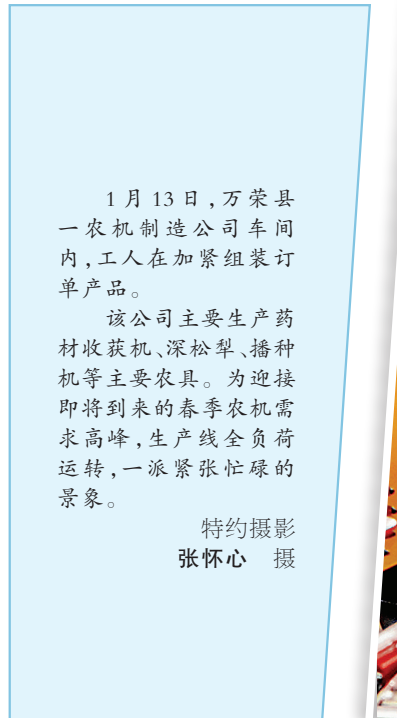 1月13日,万荣县
一农机制造公司车间
内,工人在加紧组装订
单产品。
该公司主要生产药
材收获机、深松犁、播种
机等主要农具。为迎接
即将到来的春季农机需
求高峰,生产线全负荷
运转,一派紧张忙碌的
景象。
特约摄影
张怀心 摄